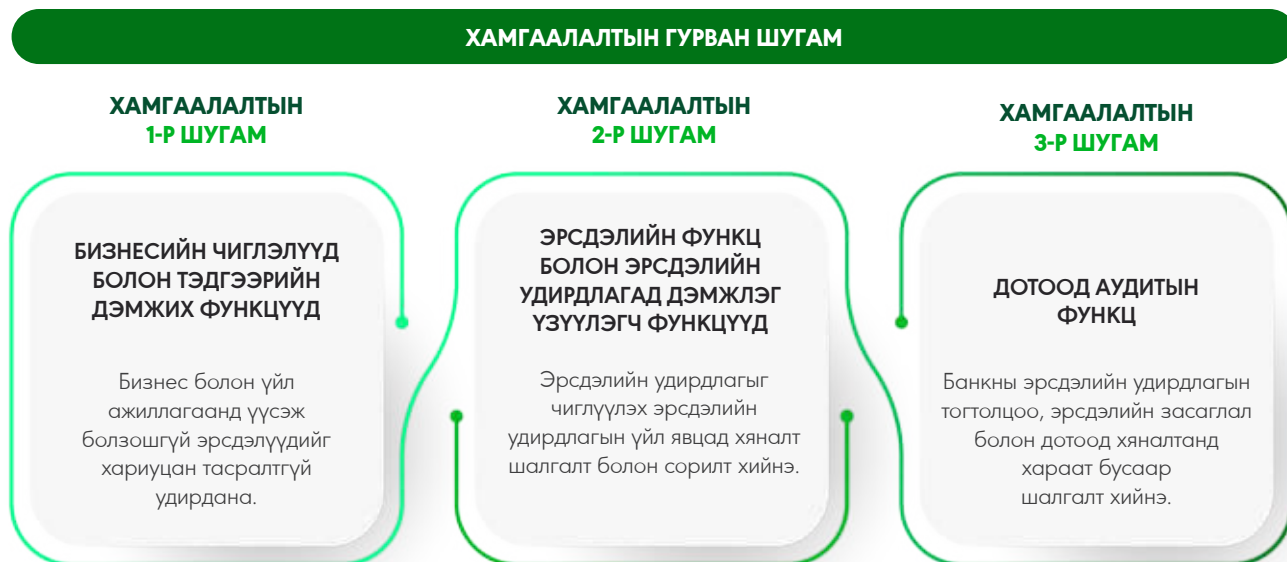 ХАМГААЛАЛТЫН ГУРВАН ШУГАМ
ХАМГААЛАЛТЫН
1-Р ШУГАМ
БИЗНЕСИЙН ЧИГЛЭЛҮҮД
БОЛОН ТЭДГЭЭРИЙН
ДЭМЖИХ ФУНКЦҮҮД
Бизнес болон үйл
ажиллагаанд үүсэж
болзошгүй эрсдэлүүдийг
хариуцан тасралтгүй
удирдана.
ХАМГААЛАЛТЫН
2-Р ШУГАМ
ЭРСДЭЛИЙН ФУНКЦ
БОЛОН ЭРСДЭЛИЙН
УДИРДЛАГАД ДЭМЖЛЭГ
ҮЗҮҮЛЭГЧ ФУНКЦҮҮД
Эрсдэлийн удирдлагыг
чиглүүлэх эрсдэлийн
удирдлагын үйл явцад хяналт
шалгалт болон сорилт хийнэ.
ХАМГААЛАЛТЫН
3-Р ШУГАМ
ДОТООД АУДИТЫН
ФУНКЦ
Банкны эрсдэлийн удирдлагын
тогтолцоо, эрсдэлийн засаглал
болон дотоод хяналтанд
хараат бусаар
шалгалт хийнэ.